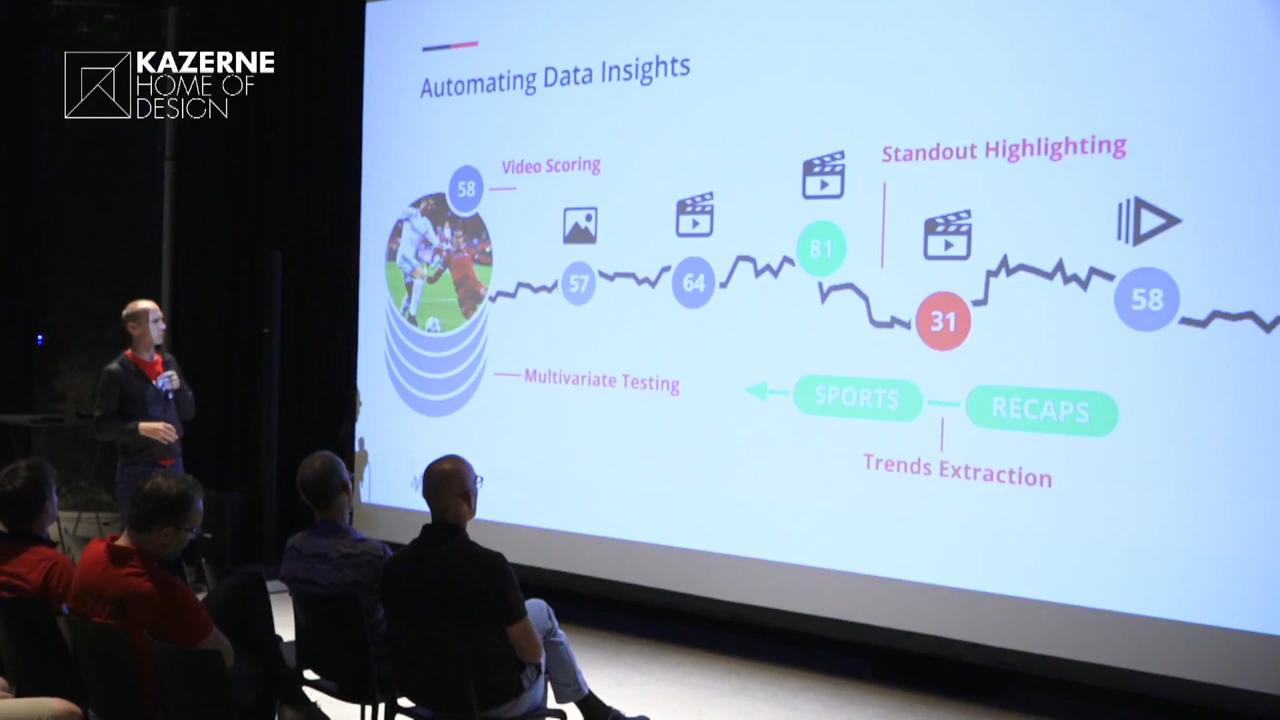 KAZERNE
HOME OF
DESIGN
Automating Data Insights
Video Scoring
Standout Highlighting
58
57
64
81
31
58
Multivariate Testing
SPORTS
RECAPS
Trends Extraction